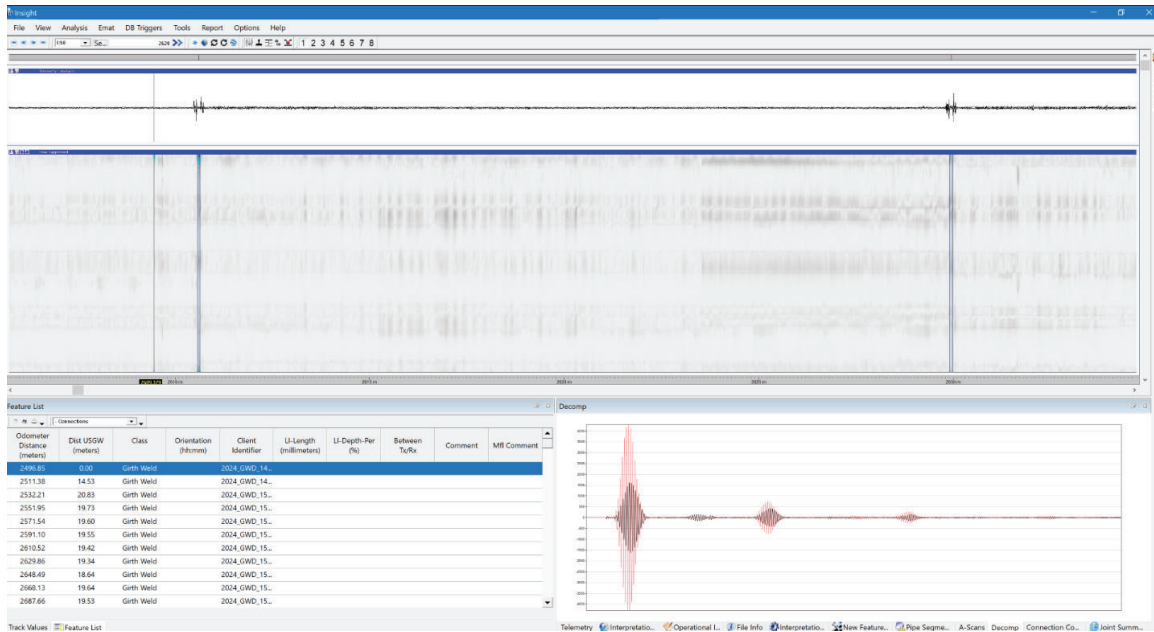 Insight
File View Analysis Emat DB Triggers Tools Report Options Help
Se... 2620 1 2 3 4 5 6 7 8
Feature List
- Connections
Odometer Distance (meters) Dist USGW (meters) Class Orientation (hh:mm) Client Identifier LI-Length (millimeters) LI-Depth-Per (%) Between Tx/Rx Comment Mfl Comment
2496.85 0.00 Girth Weld 2024_GWD_14...
2511.38 14.53 Girth Weld 2024_GWD_14...
2532.21 20.83 Girth Weld 2024_GWD_15...
2551.95 19.73 Girth Weld 2024_GWD_15...
2571.54 19.60 Girth Weld 2024_GWD_15...
2591.10 19.55 Girth Weld 2024_GWD_15...
2610.52 19.42 Girth Weld 2024_GWD_15...
2629.86 19.34 Girth Weld 2024_GWD_15...
2648.49 18.64 Girth Weld 2024_GWD_15...
2668.13 19.64 Girth Weld 2024_GWD_15...
2687.66 19.53 Girth Weld 2024_GWD_15...
Track Values Feature List
Decomp
Telemetry Interpretatio... Operational I... File Info Interpretatio... New Feature... Pipe Segme... A-Scans Decomp Connection Co... Joint Summ...